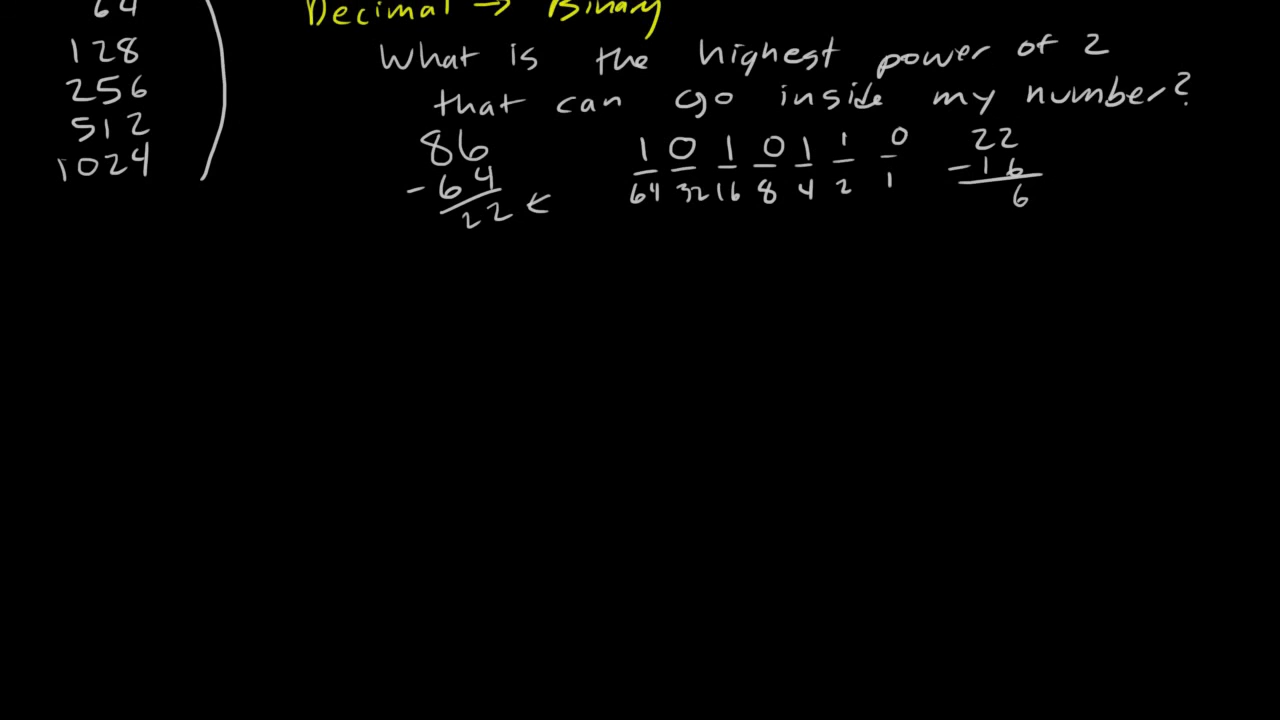 64
128
256
512
1024
Decimal → Binary
What is the highest power of 2
that can go inside my number?
86
-64
22 ←
1 0 1 0 1 1 0
64 32 16 8 4 2 1
22
-16
6